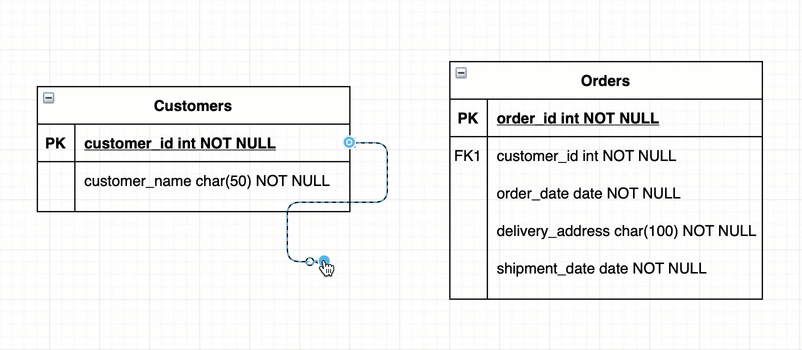 Customers
PK customer_id int NOT NULL
customer_name char(50) NOT NULL
Orders
PK order_id int NOT NULL
FK1 customer_id int NOT NULL
order_date date NOT NULL
delivery_address char(100) NOT NULL
shipment_date date NOT NULL